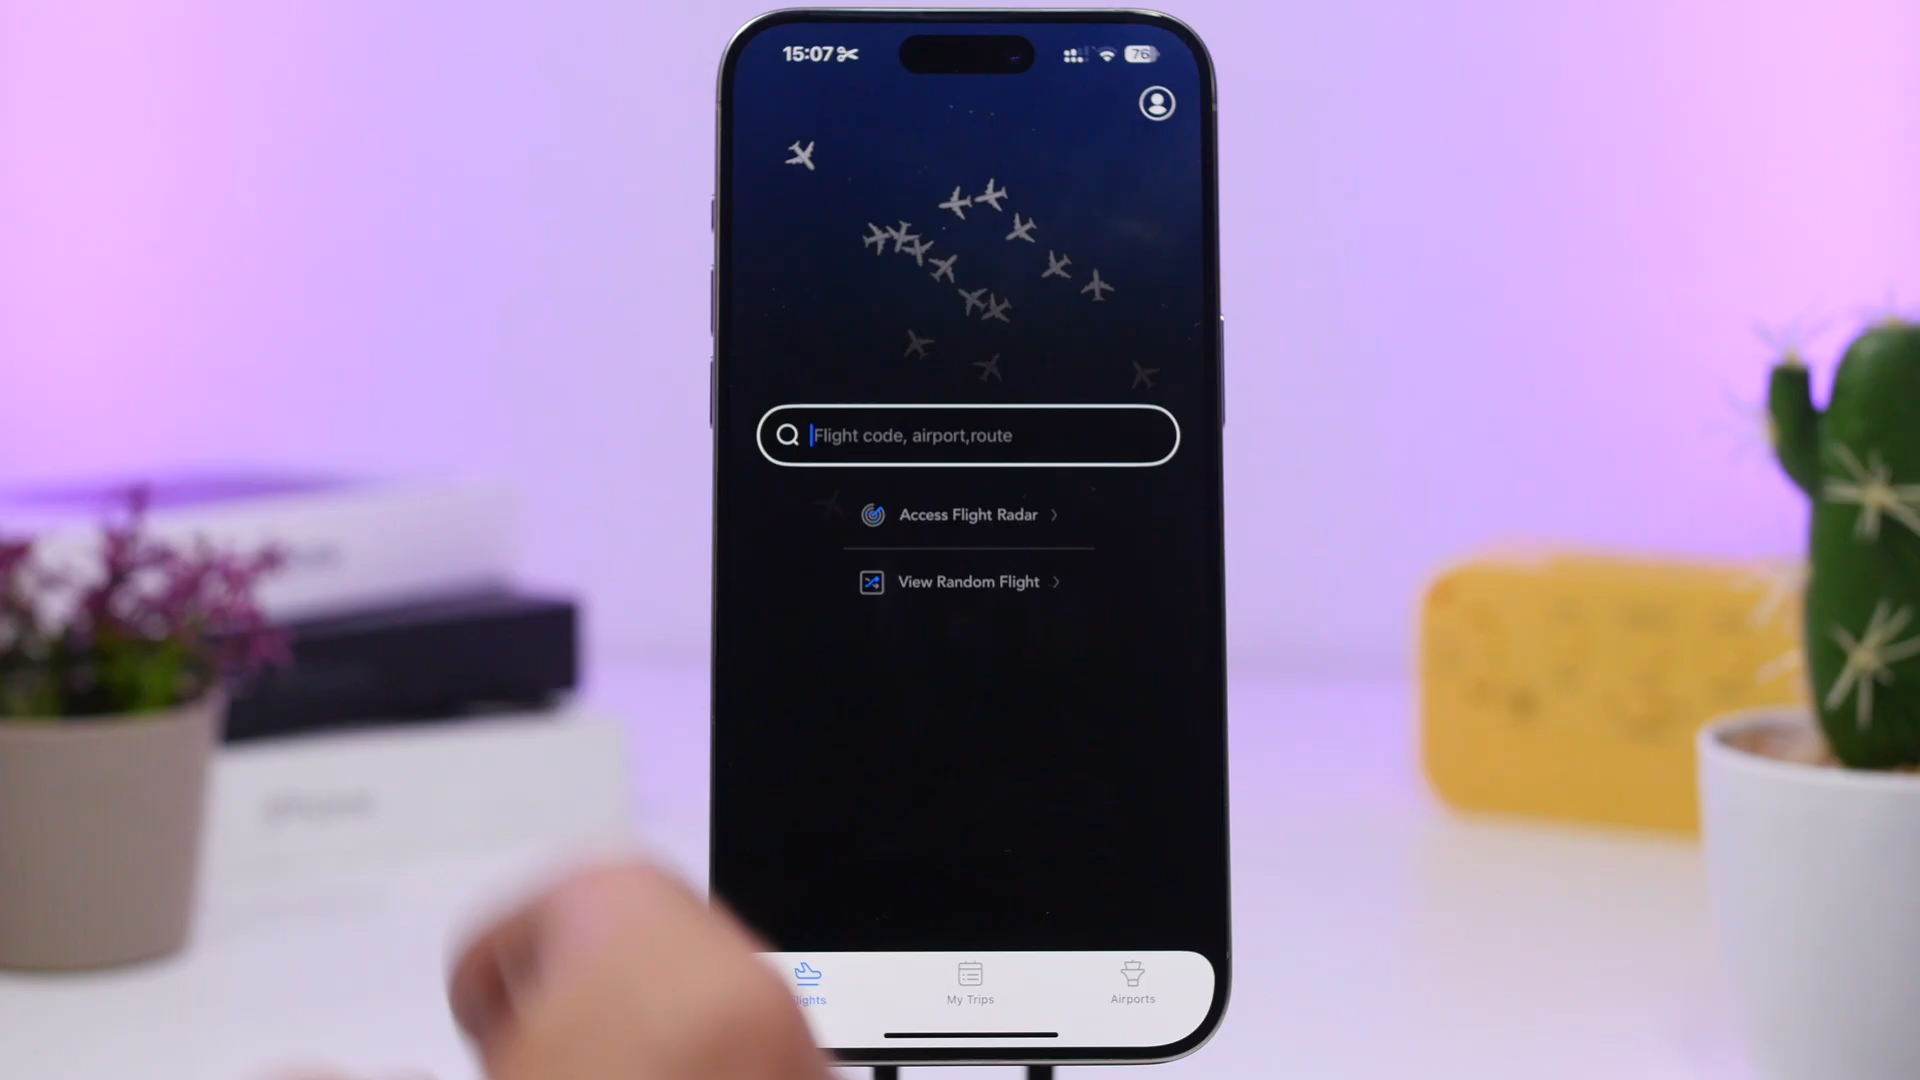 15:07
76
Flight code, airport,route
Access Flight Radar
View Random Flight
My Trips
Airports